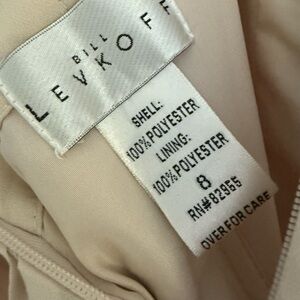 BILL
LEVKOFF
SHELL:
100% POLYESTER
LINING:
100% POLYESTER
8
RN#82955
OVER FOR CARE